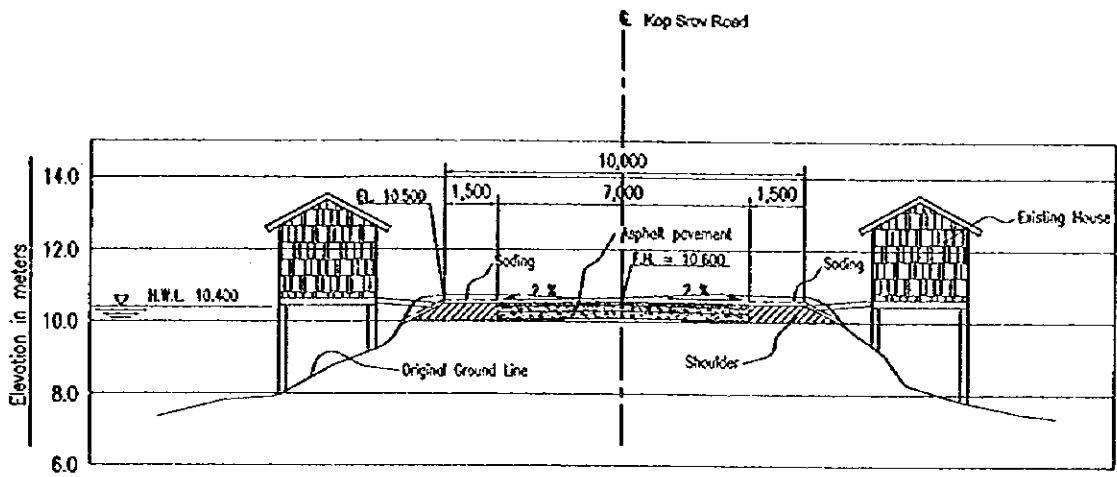 ℄ Kop Srov Road
14.0
12.0
10.0
8.0
6.0
Elevation in meters
10,000
1,500
7,000
1,500
EL. 10.500
Asphalt pavement
F.H. = 10.600
Soding
Soding
2 %
2 %
H.W.L. 10.400
Existing House
Original Ground Line
Shoulder